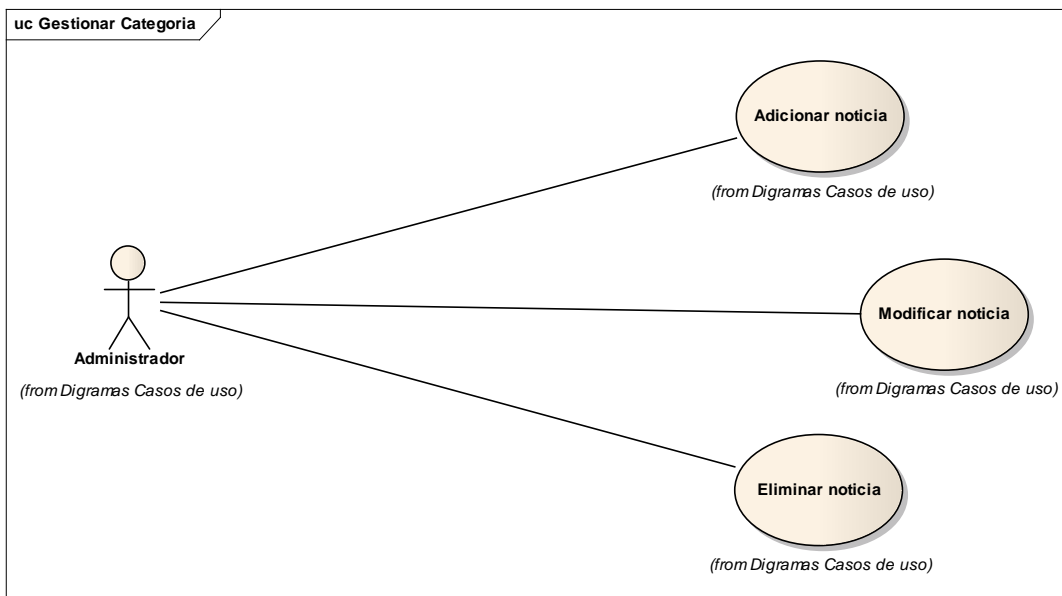 uc Gestionar Categoria
Adicionar noticia
(from Digramas Casos de uso)
Modificar noticia
(from Digramas Casos de uso)
Administrador
(from Digramas Casos de uso)
Eliminar noticia
(from Digramas Casos de uso)